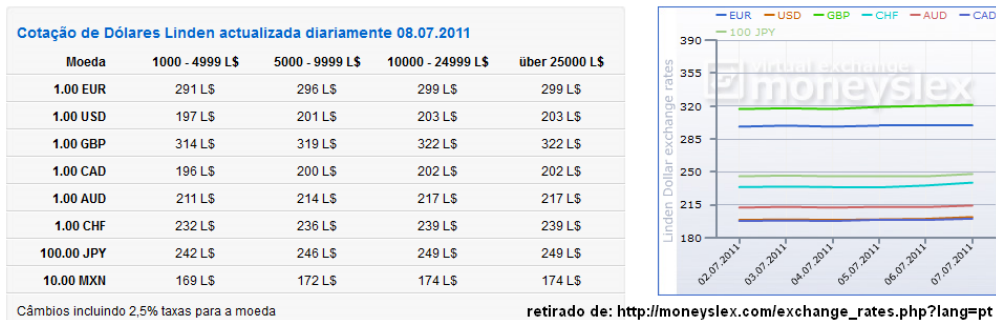 Cotação de Dólares Linden actualizada diariamente 08.07.2011
Moeda 1000 - 4999 L$ 5000 - 9999 L$ 10000 - 24999 L$ über 25000 L$
1.00 EUR 291 L$ 296 L$ 299 L$ 299 L$
1.00 USD 197 L$ 201 L$ 203 L$ 203 L$
1.00 GBP 314 L$ 319 L$ 322 L$ 322 L$
1.00 CAD 196 L$ 200 L$ 202 L$ 202 L$
1.00 AUD 211 L$ 214 L$ 217 L$ 217 L$
1.00 CHF 232 L$ 236 L$ 239 L$ 239 L$
100.00 JPY 242 L$ 246 L$ 249 L$ 249 L$
10.00 MXN 169 L$ 172 L$ 174 L$ 174 L$
Câmbios incluindo 2,5% taxas para a moeda
EUR USD GBP CHF AUD CAD
100 JPY
virtual exchange
moneyslex
Linden Dollar exchange rates
390
355
320
285
250
215
180
02.07.2011 03.07.2011 04.07.2011 05.07.2011 06.07.2011 07.07.2011
retirado de: http://moneyslex.com/exchange_rates.php?lang=pt